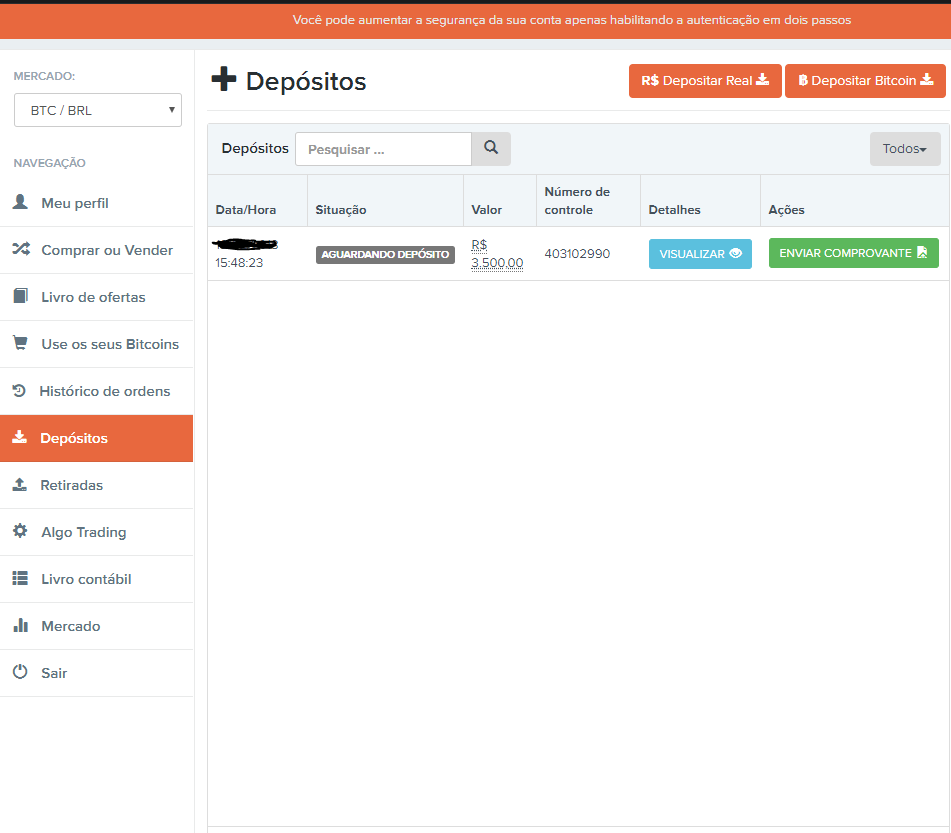 Você pode aumentar a segurança da sua conta apenas habilitando a autenticação em dois passos
MERCADO:
BTC / BRL
NAVEGAÇÃO
Meu perfil
Comprar ou Vender
Livro de ofertas
Use os seus Bitcoins
Histórico de ordens
Depósitos
Retiradas
Algo Trading
Livro contábil
Mercado
Sair
Depósitos
R$ Depositar Real
Depositar Bitcoin
Depósitos
Pesquisar ...
Todos
Data/Hora
Situação
Valor
Número de
controle
Detalhes
Ações
15:48:23
AGUARDANDO DEPÓSITO
R$
3.500,00
403102990
VISUALIZAR
ENVIAR COMPROVANTE